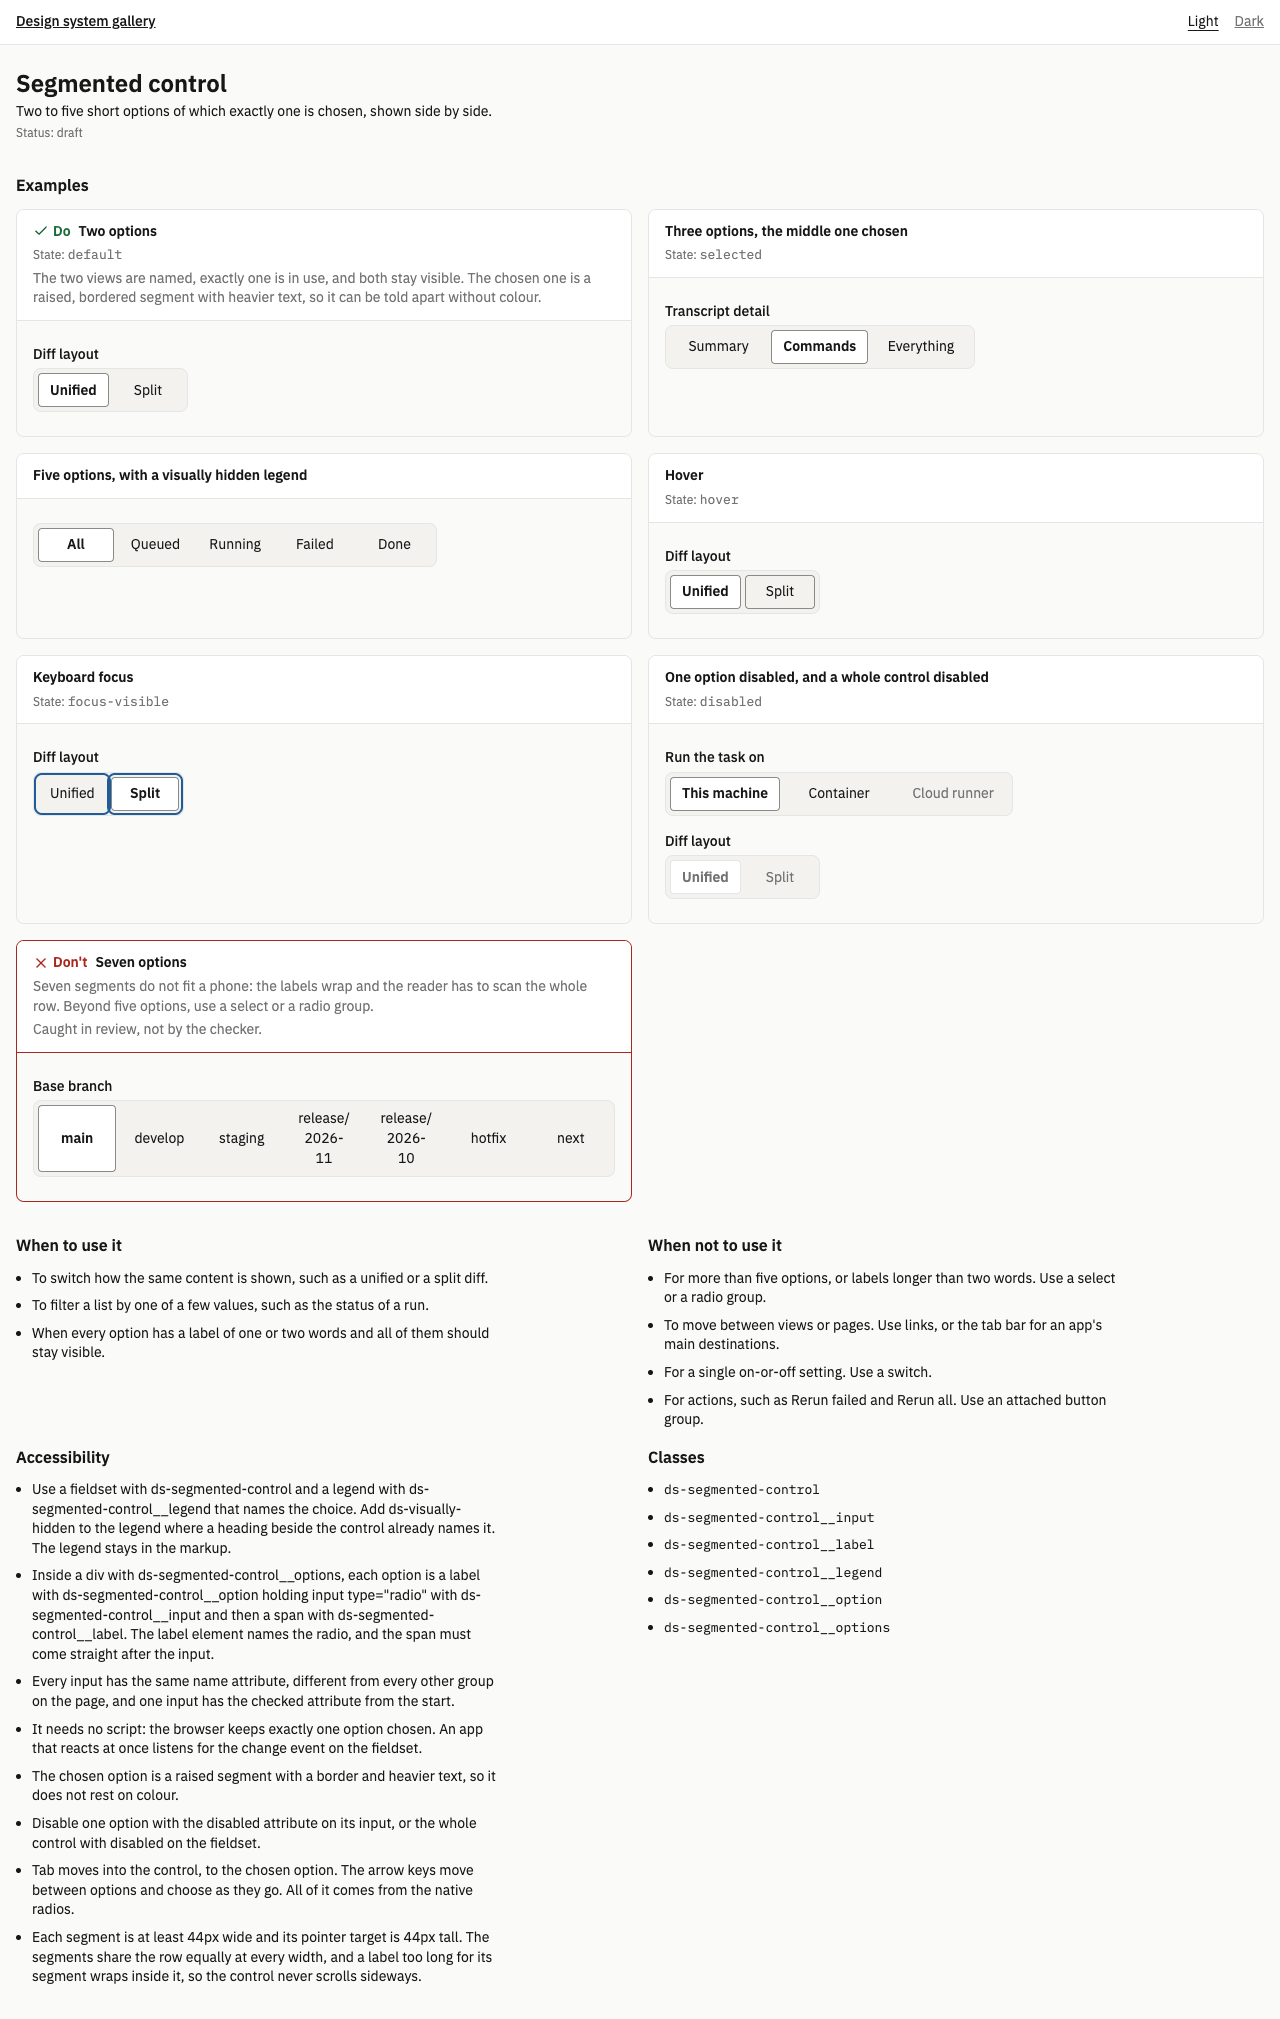 Design system gallery
Light
Dark
Segmented control
Two to five short options of which exactly one is chosen, shown side by side.
Status: draft
Examples
Do Two options
State: default
The two views are named, exactly one is in use, and both stay visible. The chosen one is a
raised, bordered segment with heavier text, so it can be told apart without colour.
Diff layout
Unified
Split
Three options, the middle one chosen
State: selected
Transcript detail
Summary
Commands
Everything
Five options, with a visually hidden legend
All
Queued
Running
Failed
Done
Hover
State: hover
Diff layout
Unified
Split
Keyboard focus
State: focus-visible
Diff layout
Unified
Split
One option disabled, and a whole control disabled
State: disabled
Run the task on
This machine
Container
Cloud runner
Diff layout
Unified
Split
Don't Seven options
Seven segments do not fit a phone: the labels wrap and the reader has to scan the whole
row. Beyond five options, use a select or a radio group.
Caught in review, not by the checker.
Base branch
main
develop
staging
release/
2026-
11
release/
2026-
10
hotfix
next
When to use it
To switch how the same content is shown, such as a unified or a split diff.
To filter a list by one of a few values, such as the status of a run.
When every option has a label of one or two words and all of them should
stay visible.
When not to use it
For more than five options, or labels longer than two words. Use a select
or a radio group.
To move between views or pages. Use links, or the tab bar for an app's
main destinations.
For a single on-or-off setting. Use a switch.
For actions, such as Rerun failed and Rerun all. Use an attached button
group.
Accessibility
Use a fieldset with ds-segmented-control and a legend with ds-
segmented-control__legend that names the choice. Add ds-visually-
hidden to the legend where a heading beside the control already names it.
The legend stays in the markup.
Inside a div with ds-segmented-control__options, each option is a label
with ds-segmented-control__option holding input type="radio" with ds-
segmented-control__input and then a span with ds-segmented-
control__label. The label element names the radio, and the span must
come straight after the input.
Every input has the same name attribute, different from every other group
on the page, and one input has the checked attribute from the start.
It needs no script: the browser keeps exactly one option chosen. An app
that reacts at once listens for the change event on the fieldset.
The chosen option is a raised segment with a border and heavier text, so it
does not rest on colour.
Disable one option with the disabled attribute on its input, or the whole
control with disabled on the fieldset.
Tab moves into the control, to the chosen option. The arrow keys move
between options and choose as they go. All of it comes from the native
radios.
Each segment is at least 44px wide and its pointer target is 44px tall. The
segments share the row equally at every width, and a label too long for its
segment wraps inside it, so the control never scrolls sideways.
Classes
ds-segmented-control
ds-segmented-control__input
ds-segmented-control__label
ds-segmented-control__legend
ds-segmented-control__option
ds-segmented-control__options